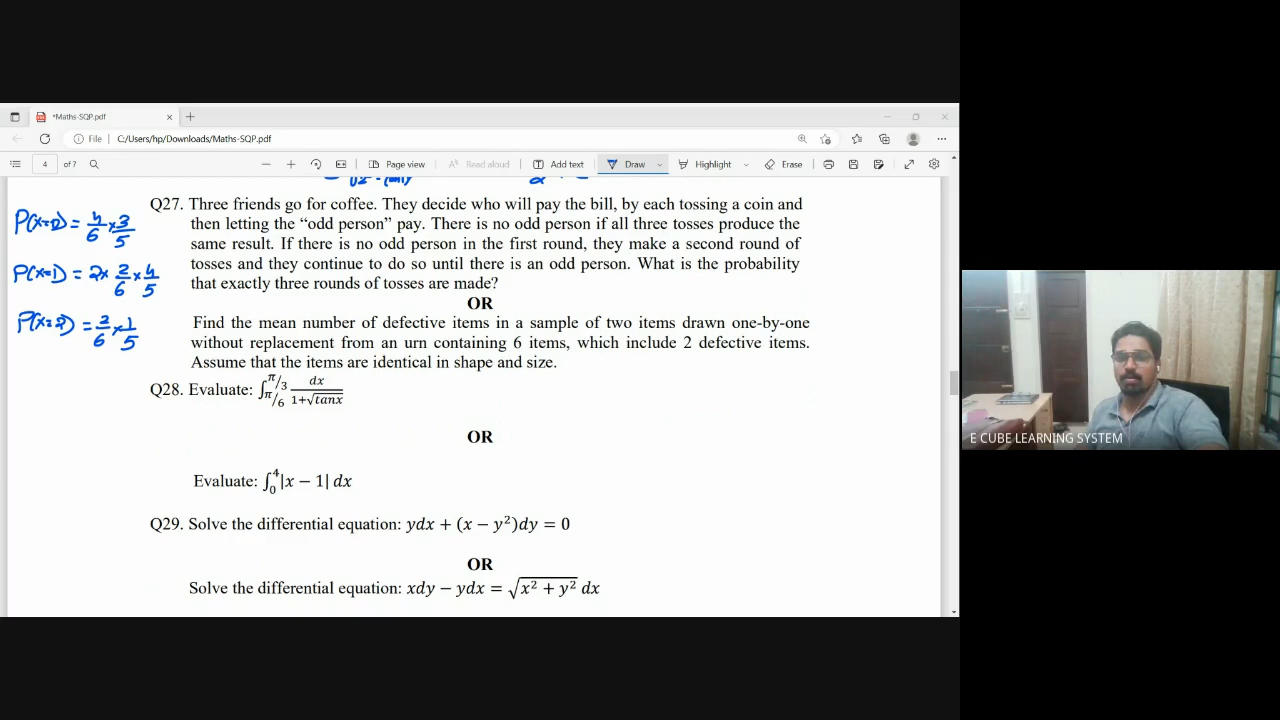 *Maths-SQP.pdf
File | C:/Users/hp/Downloads/Maths-SQP.pdf
4 of 7
Page view
Read aloud
Add text
Draw
Highlight
Erase
Q27. Three friends go for coffee. They decide who will pay the bill, by each tossing a coin and
then letting the “odd person” pay. There is no odd person if all three tosses produce the
same result. If there is no odd person in the first round, they make a second round of
tosses and they continue to do so until there is an odd person. What is the probability
that exactly three rounds of tosses are made?
OR
Find the mean number of defective items in a sample of two items drawn one-by-one
without replacement from an urn containing 6 items, which include 2 defective items.
Assume that the items are identical in shape and size.
P(x=0) = 4/6 × 3/5
P(x=1) = 2× 2/6 × 4/5
P(x=2) = 2/6 × 1/5
Q28. Evaluate: ∫_{π/6}^{π/3} dx/(1+√tanx)
OR
Evaluate: ∫_0^4 |x − 1| dx
Q29. Solve the differential equation: ydx + (x − y²)dy = 0
OR
Solve the differential equation: xdy − ydx = √(x² + y²) dx
E CUBE LEARNING SYSTEM